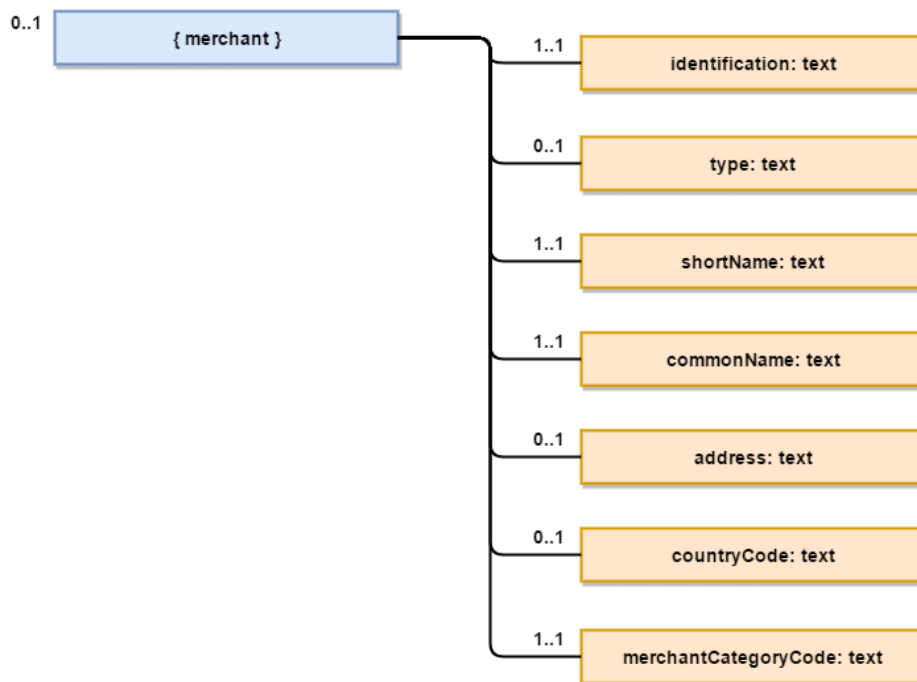 0..1
{ merchant }
1..1
identification: text
0..1
type: text
1..1
shortName: text
1..1
commonName: text
0..1
address: text
0..1
countryCode: text
1..1
merchantCategoryCode: text